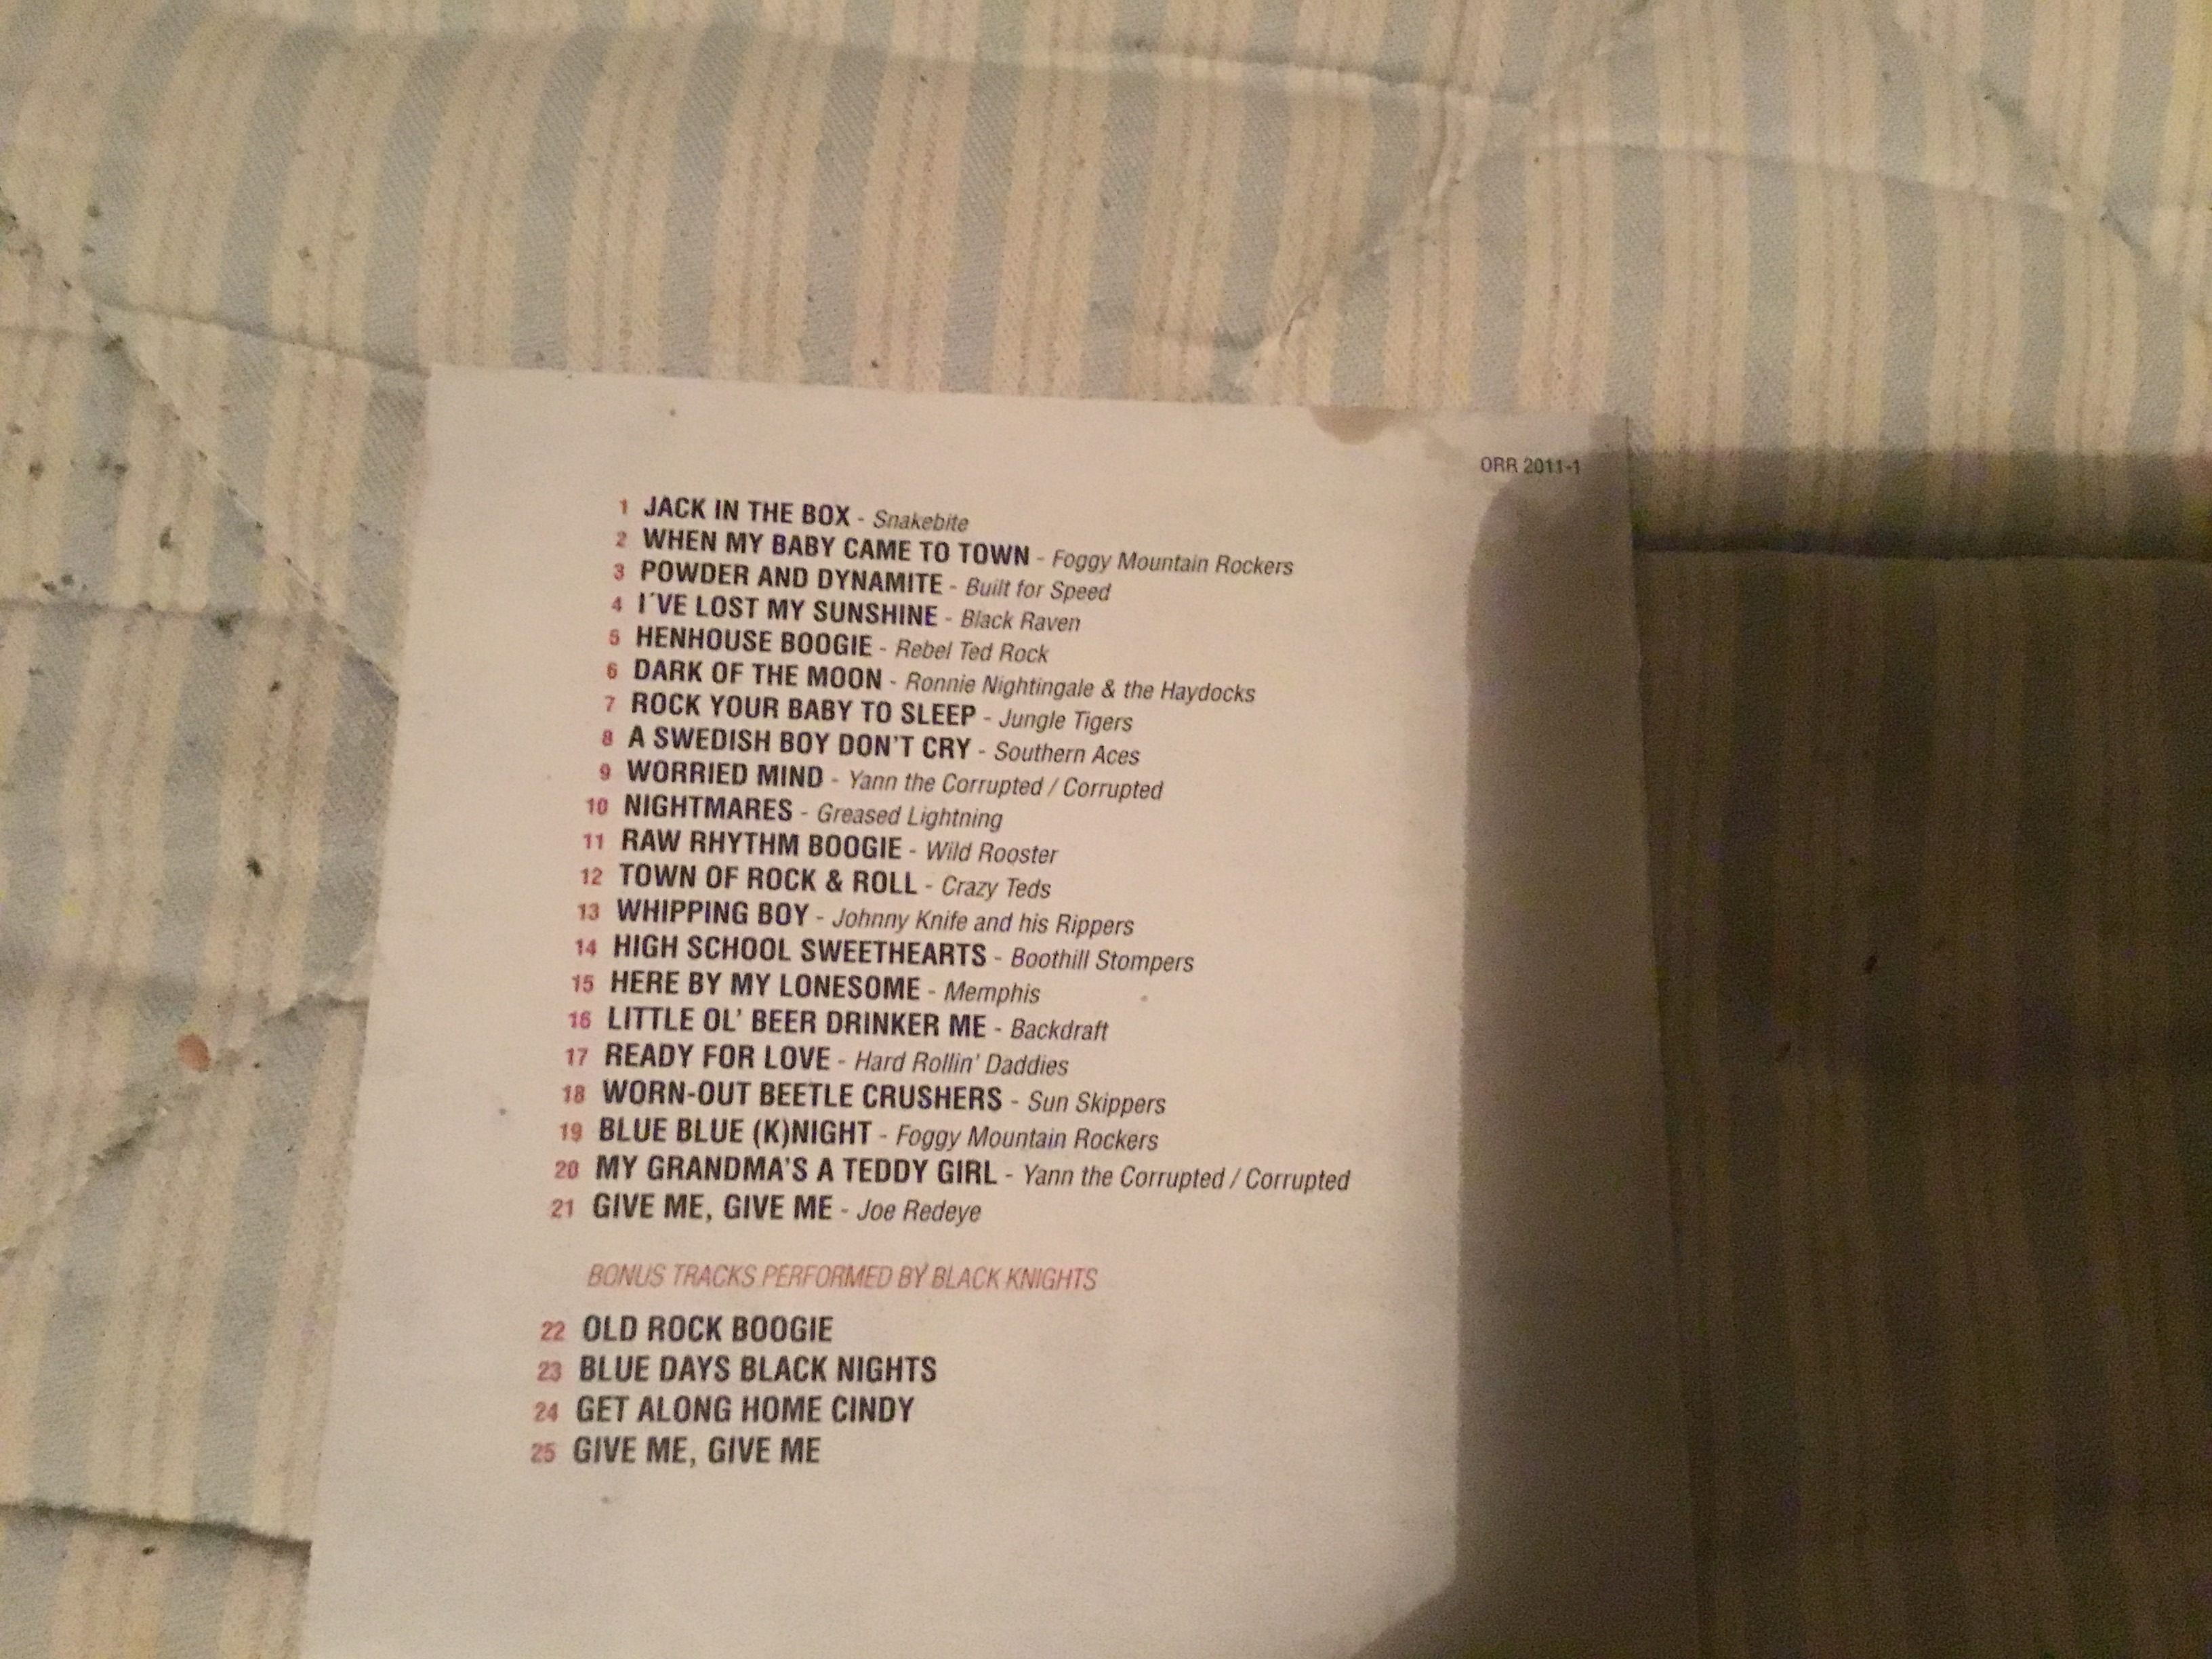 ORR 2011-1
1 JACK IN THE BOX - Snakebite
2 WHEN MY BABY CAME TO TOWN - Foggy Mountain Rockers
3 POWDER AND DYNAMITE - Built for Speed
4 I´VE LOST MY SUNSHINE - Black Raven
5 HENHOUSE BOOGIE - Rebel Ted Rock
6 DARK OF THE MOON - Ronnie Nightingale & the Haydocks
7 ROCK YOUR BABY TO SLEEP - Jungle Tigers
8 A SWEDISH BOY DON'T CRY - Southern Aces
9 WORRIED MIND - Yann the Corrupted / Corrupted
10 NIGHTMARES - Greased Lightning
11 RAW RHYTHM BOOGIE - Wild Rooster
12 TOWN OF ROCK & ROLL - Crazy Teds
13 WHIPPING BOY - Johnny Knife and his Rippers
14 HIGH SCHOOL SWEETHEARTS - Boothill Stompers
15 HERE BY MY LONESOME - Memphis
16 LITTLE OL' BEER DRINKER ME - Backdraft
17 READY FOR LOVE - Hard Rollin' Daddies
18 WORN-OUT BEETLE CRUSHERS - Sun Skippers
19 BLUE BLUE (K)NIGHT - Foggy Mountain Rockers
20 MY GRANDMA'S A TEDDY GIRL - Yann the Corrupted / Corrupted
21 GIVE ME, GIVE ME - Joe Redeye
BONUS TRACKS PERFORMED BY BLACK KNIGHTS
22 OLD ROCK BOOGIE
23 BLUE DAYS BLACK NIGHTS
24 GET ALONG HOME CINDY
25 GIVE ME, GIVE ME